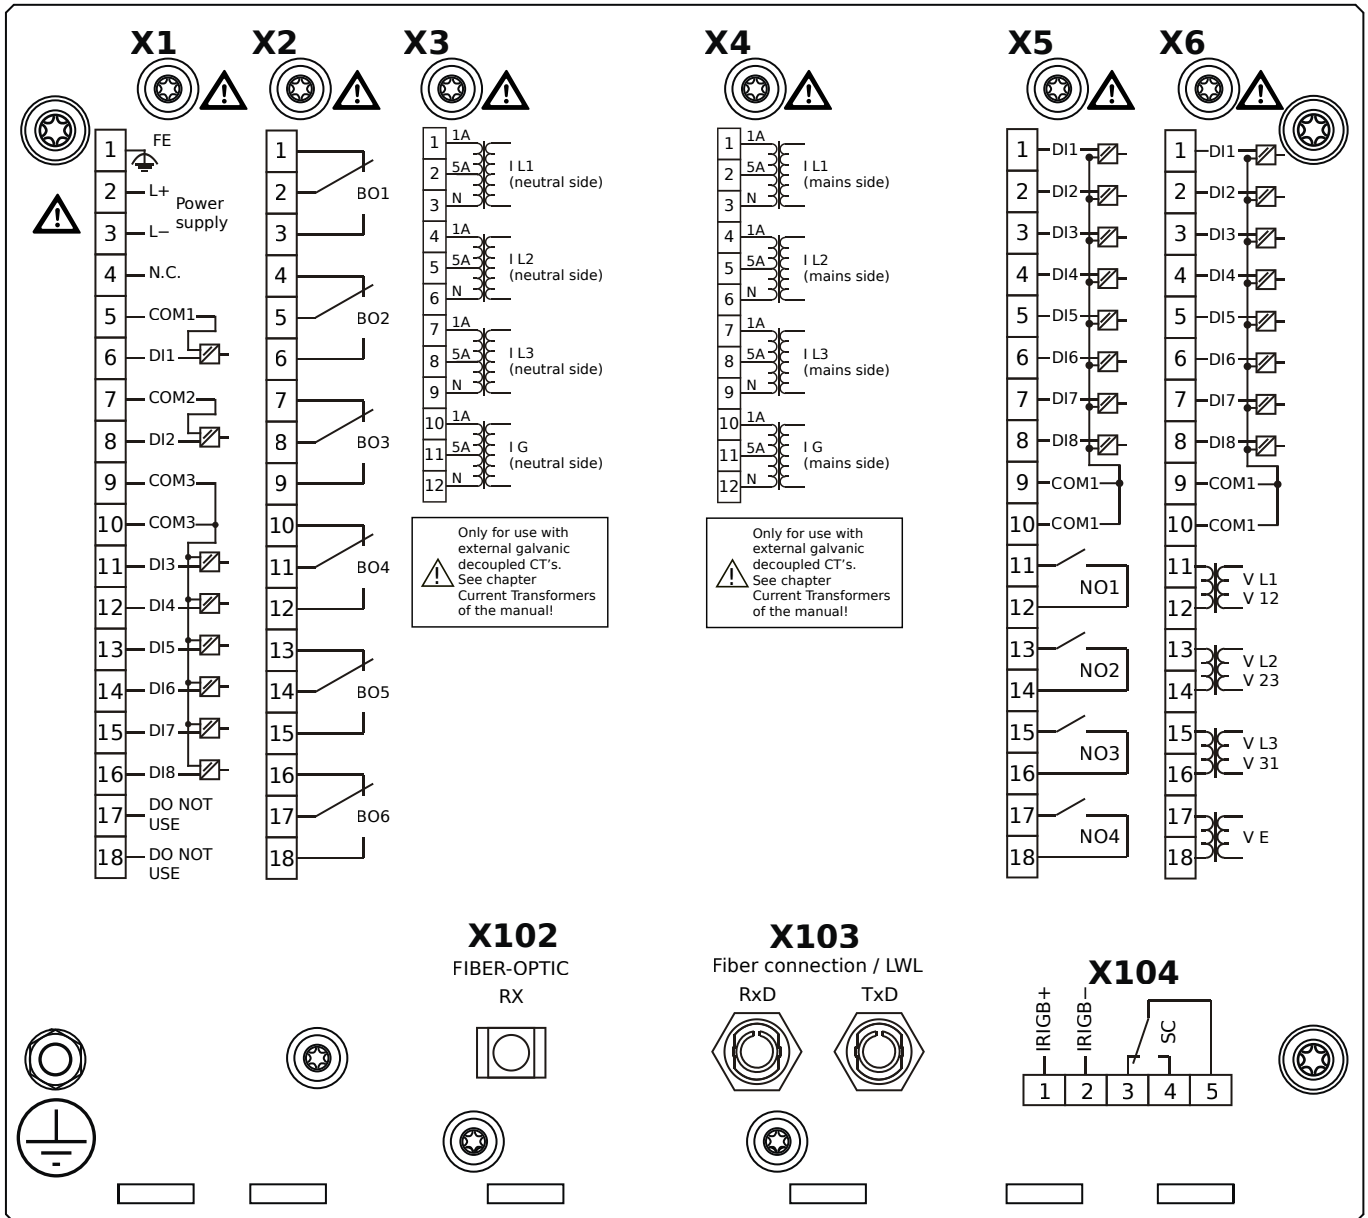 X1
1
FE
2
L+
Power
supply
3
L−
4
N.C.
5
COM1
6
DI1
7
COM2
8
DI2
9
COM3
10
COM3
11
DI3
12
DI4
13
DI5
14
DI6
15
DI7
16
DI8
17
DO NOT
USE
18
DO NOT
USE
X2
1
2
BO1
3
4
5
BO2
6
7
8
BO3
9
10
11
BO4
12
13
14
BO5
15
16
17
BO6
18
X3
1
1A
2
5A
3
N
I L1
(neutral side)
4
1A
5
5A
6
N
I L2
(neutral side)
7
1A
8
5A
9
N
I L3
(neutral side)
10
1A
11
5A
12
N
I G
(neutral side)
Only for use with
external galvanic
decoupled CT's.
See chapter
Current Transformers
of the manual!
X4
1
1A
2
5A
3
N
I L1
(mains side)
4
1A
5
5A
6
N
I L2
(mains side)
7
1A
8
5A
9
N
I L3
(mains side)
10
1A
11
5A
12
N
I G
(mains side)
Only for use with
external galvanic
decoupled CT's.
See chapter
Current Transformers
of the manual!
X5
1
DI1
2
DI2
3
DI3
4
DI4
5
DI5
6
DI6
7
DI7
8
DI8
9
COM1
10
COM1
11
NO1
12
13
NO2
14
15
NO3
16
17
NO4
18
X6
1
DI1
2
DI2
3
DI3
4
DI4
5
DI5
6
DI6
7
DI7
8
DI8
9
COM1
10
COM1
11
V L1
V 12
12
13
V L2
V 23
14
15
V L3
V 31
16
17
V E
18
X102
FIBER-OPTIC
RX
X103
Fiber connection / LWL
RxD TxD
X104
IRIGB+
IRIGB−
SC
1 2 3 4 5